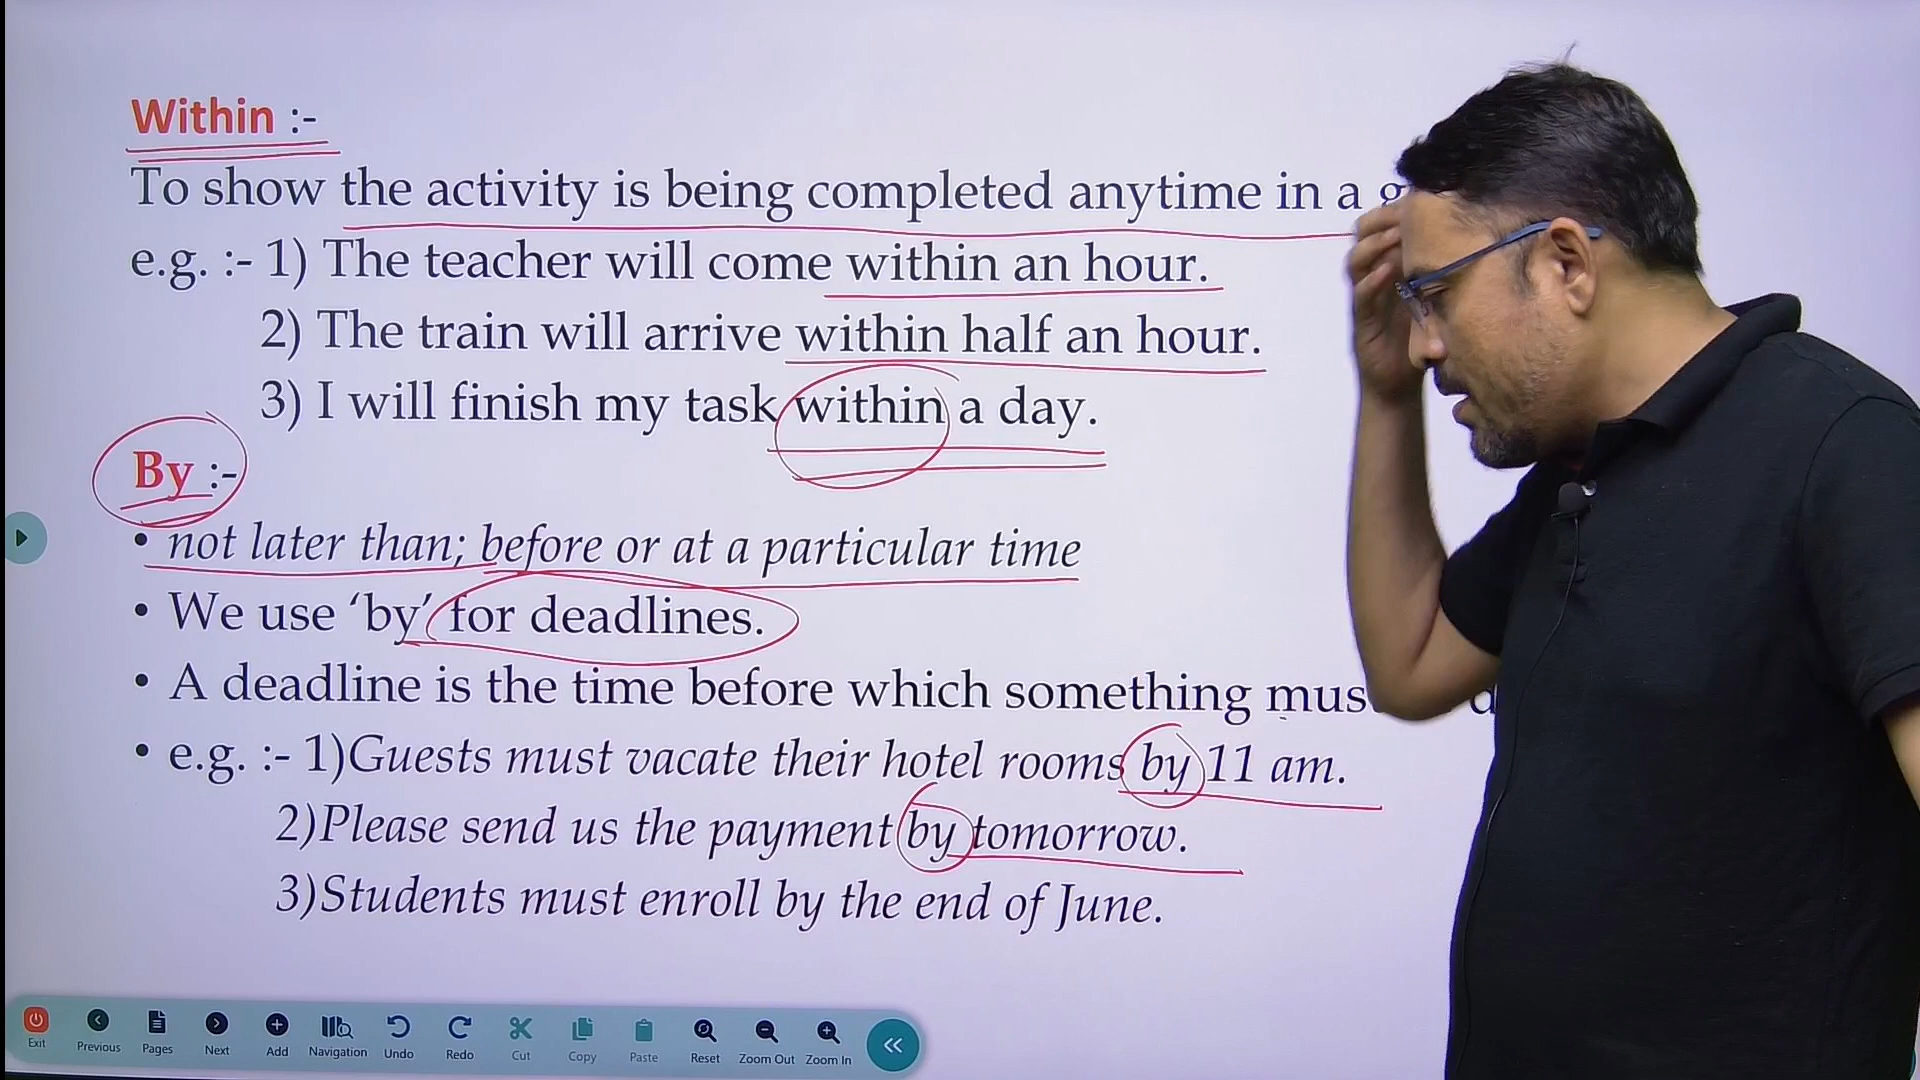 Within :-
To show the activity is being completed anytime in a
e.g. :- 1) The teacher will come within an hour.
2) The train will arrive within half an hour.
3) I will finish my task within a day.
By :-
• not later than; before or at a particular time
• We use ‘by’ for deadlines.
• A deadline is the time before which something
• e.g. :- 1)Guests must vacate their hotel rooms by 11 am.
2)Please send us the payment by tomorrow.
3)Students must enroll by the end of June.
Exit Previous Pages Next Add Navigation Undo Redo Cut Copy Paste Reset Zoom Out Zoom In